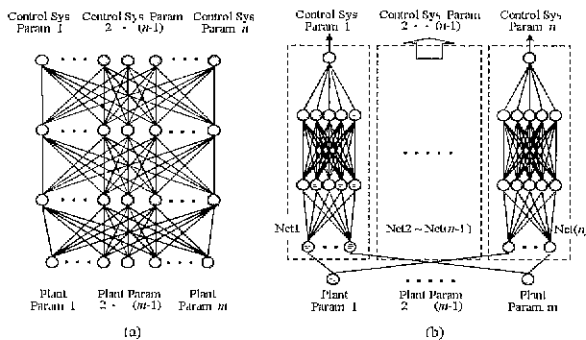 Control Sys Control Sys Param Control Sys
Param 1 2 · · (n-1) Param n
Control Sys Control Sys Param Control Sys
Param 1 2 · · (n-1) Param n
Net1 Net2~Net(n-1) Net(n)
Plant Plant Param Plant
Param 1 2 · · (m-1) Param m
Plant Plant Param Plant
Param 1 2 (m-1) Param m
(a) (b)